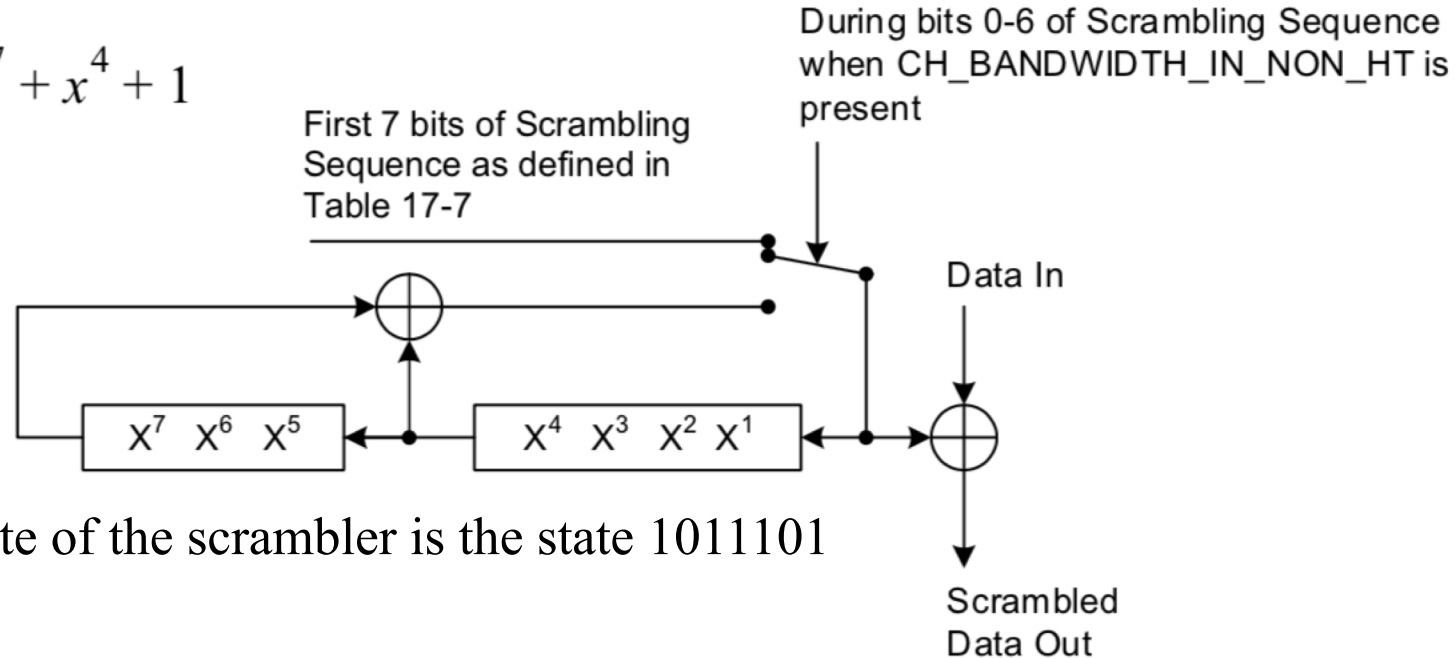 + x⁴ + 1
During bits 0-6 of Scrambling Sequence
when CH_BANDWIDTH_IN_NON_HT is
present
First 7 bits of Scrambling
Sequence as defined in
Table 17-7
Data In
X⁷ X⁶ X⁵
X⁴ X³ X² X¹
te of the scrambler is the state 1011101
Scrambled
Data Out